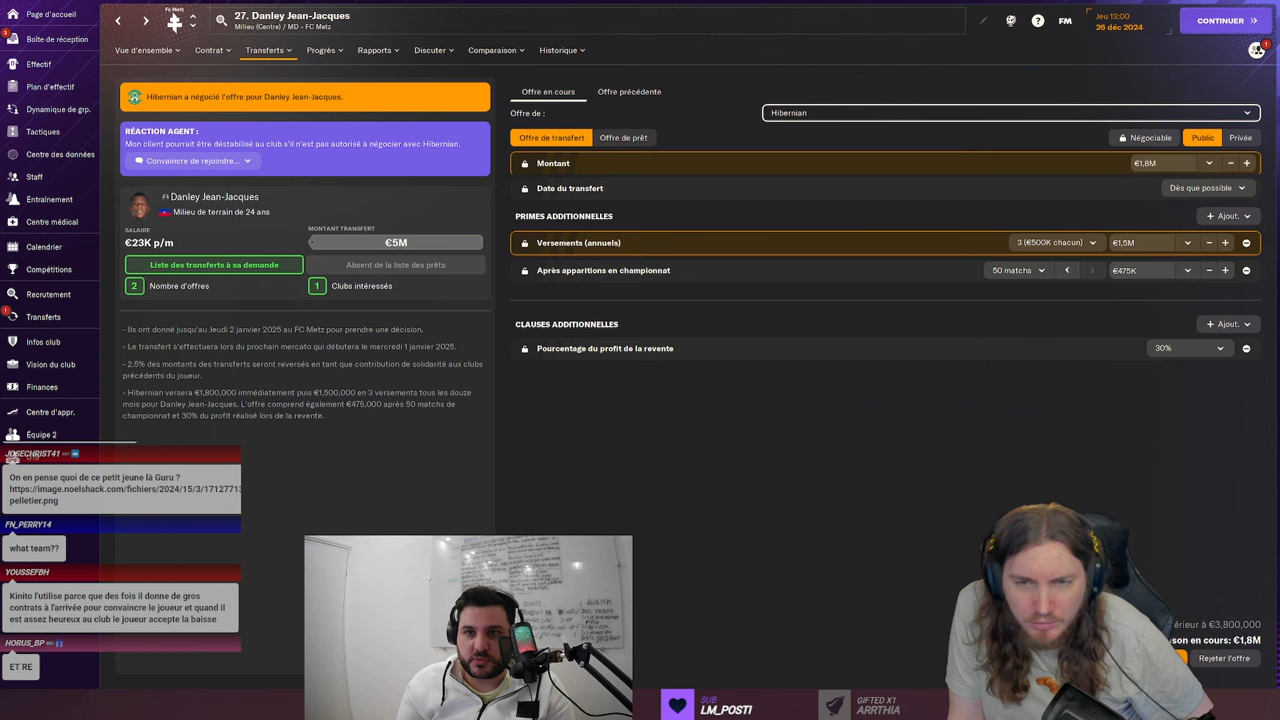 Page d'accueil
3
Boîte de réception
Effectif
Plan d'effectif
Dynamique de grp.
Tactiques
Centre des données
Staff
Entraînement
Centre médical
Calendrier
Compétitions
Recrutement
1
Transferts
Infos club
Vision du club
Finances
Centre d'appr.
Équipe 2
FC Metz
27. Danley Jean-Jacques
Milieu (Centre) / MD - FC Metz
FM
Jeu 13:00
26 déc 2024
CONTINUER
Vue d'ensemble
Contrat
Transferts
Progrès
Rapports
Discuter
Comparaison
Historique
1
Hibernian a négocié l'offre pour Danley Jean-Jacques.
RÉACTION AGENT :
Mon client pourrait être déstabilisé au club s'il n'est pas autorisé à négocier avec Hibernian.
Convaincre de rejoindre...
Danley Jean-Jacques
Milieu de terrain de 24 ans
SALAIRE
€23K p/m
MONTANT TRANSFERT
€5M
Liste des transferts à sa demande
Absent de la liste des prêts
2 Nombre d'offres
1 Clubs intéressés
- Ils ont donné jusqu'au Jeudi 2 janvier 2025 au FC Metz pour prendre une décision.
- Le transfert s'effectuera lors du prochain mercato qui débutera le mercredi 1 janvier 2025.
- 2.5% des montants des transferts seront reversés en tant que contribution de solidarité aux clubs
précédents du joueur.
- Hibernian versera €1,800,000 immédiatement puis €1,500,000 en 3 versements tous les douze
mois pour Danley Jean-Jacques. L'offre comprend également €475,000 après 50 matchs de
championnat et 30% du profit réalisé lors de la revente.
Offre en cours
Offre précédente
Offre de :
Hibernian
Offre de transfert
Offre de prêt
Négociable
Public
Privée
Montant
€1,8M
Date du transfert
Dès que possible
PRIMES ADDITIONNELLES
Ajout.
Versements (annuels)
3 (€500K chacun)
€1,5M
Après apparitions en championnat
50 matchs
€475K
CLAUSES ADDITIONNELLES
Ajout.
Pourcentage du profit de la revente
30%
érieur à €3,800,000
son en cours: €1,8M
Rejeter l'offre
JOSECHRIST41
On en pense quoi de ce petit jeune là Guru ?
https://image.noelshack.com/fichiers/2024/15/3/17127713
pelletier.png
FN_PERRY14
what team??
YOUSSEFBH
Kinito l'utilise parce que des fois il donne de gros
contrats à l'arrivée pour convaincre le joueur et quand il
est assez heureux au club le joueur accepte la baisse
HORUS_BP
ET RE
SUB
LM_POSTI
GIFTED X1
ARRTHIA